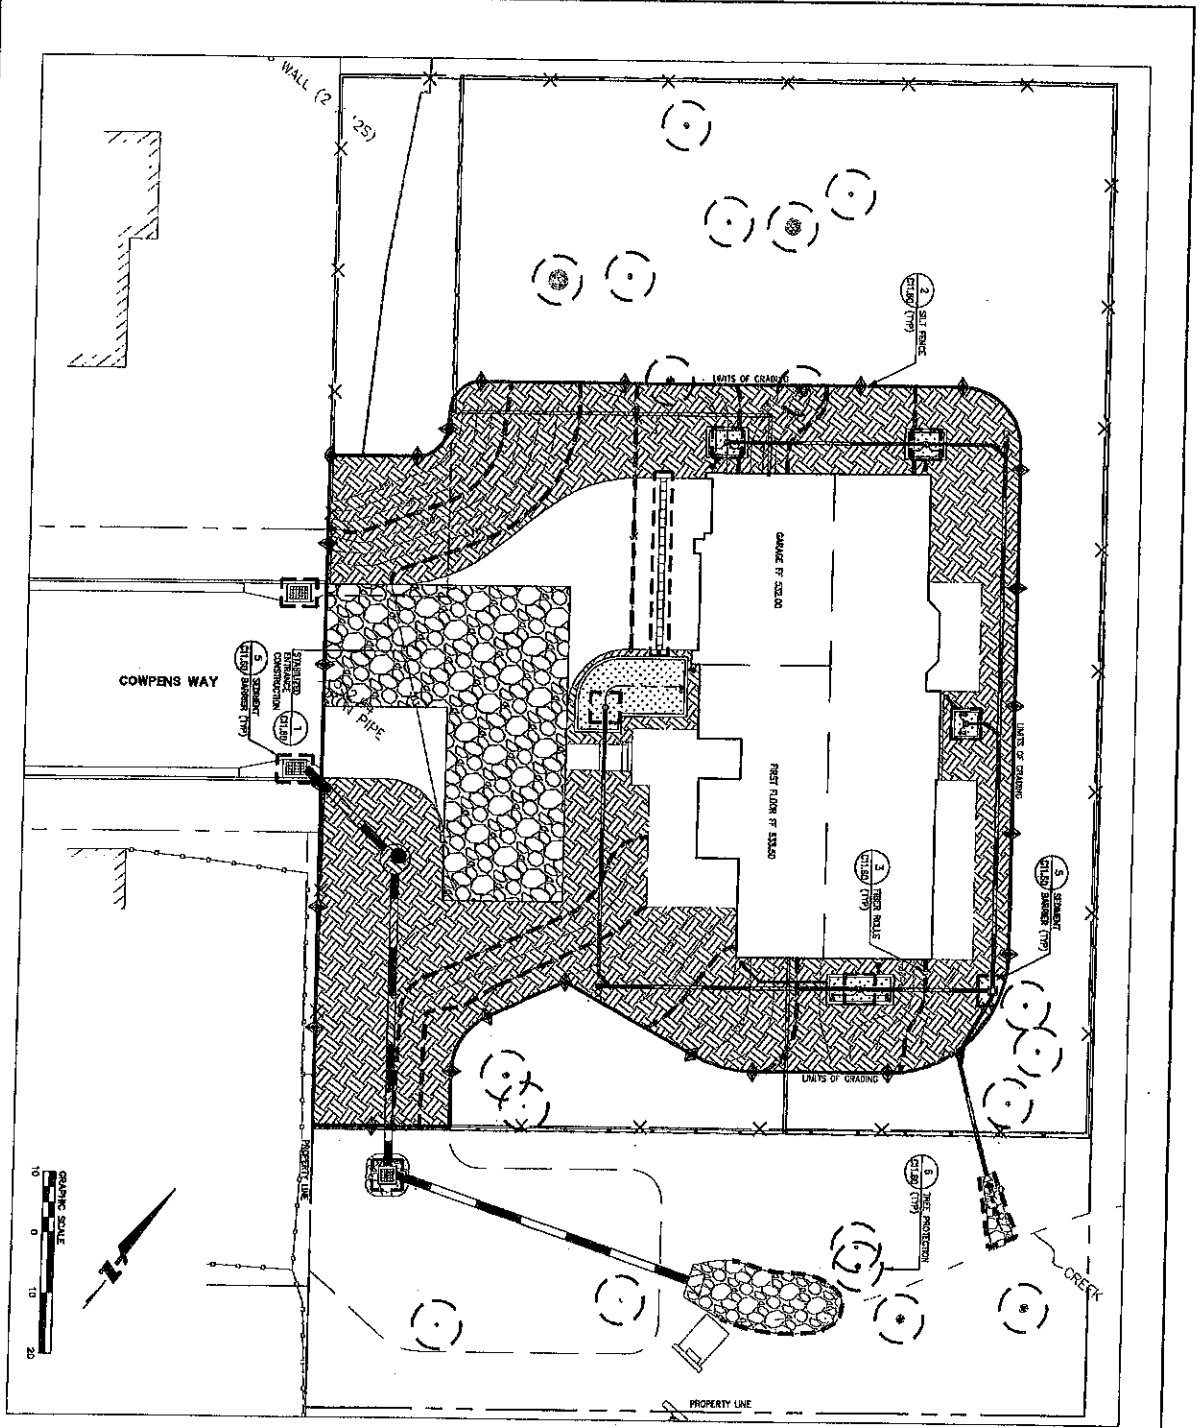 WALL (2
'25)
2
C11.80
SILT FENCE
(TYP)
LIMITS OF GRADING
GARAGE FF 532.00
COWPENS WAY
5
C11.80
SEDIMENT
BARRIER (TYP)
STABILIZED
ENTRANCE
CONSTRUCTION
1
C11.80
PIPE
FIRST FLOOR FF 533.50
LIMITS OF GRADING
3
C11.80
FIBER ROLLS
(TYP)
5
C11.80
SEDIMENT
BARRIER (TYP)
LIMITS OF GRADING
6
C11.80
TREE PROTECTION
(TYP)
CREEK
PROPERTY LINE
PROPERTY LINE
GRAPHIC SCALE
10 0 10 20